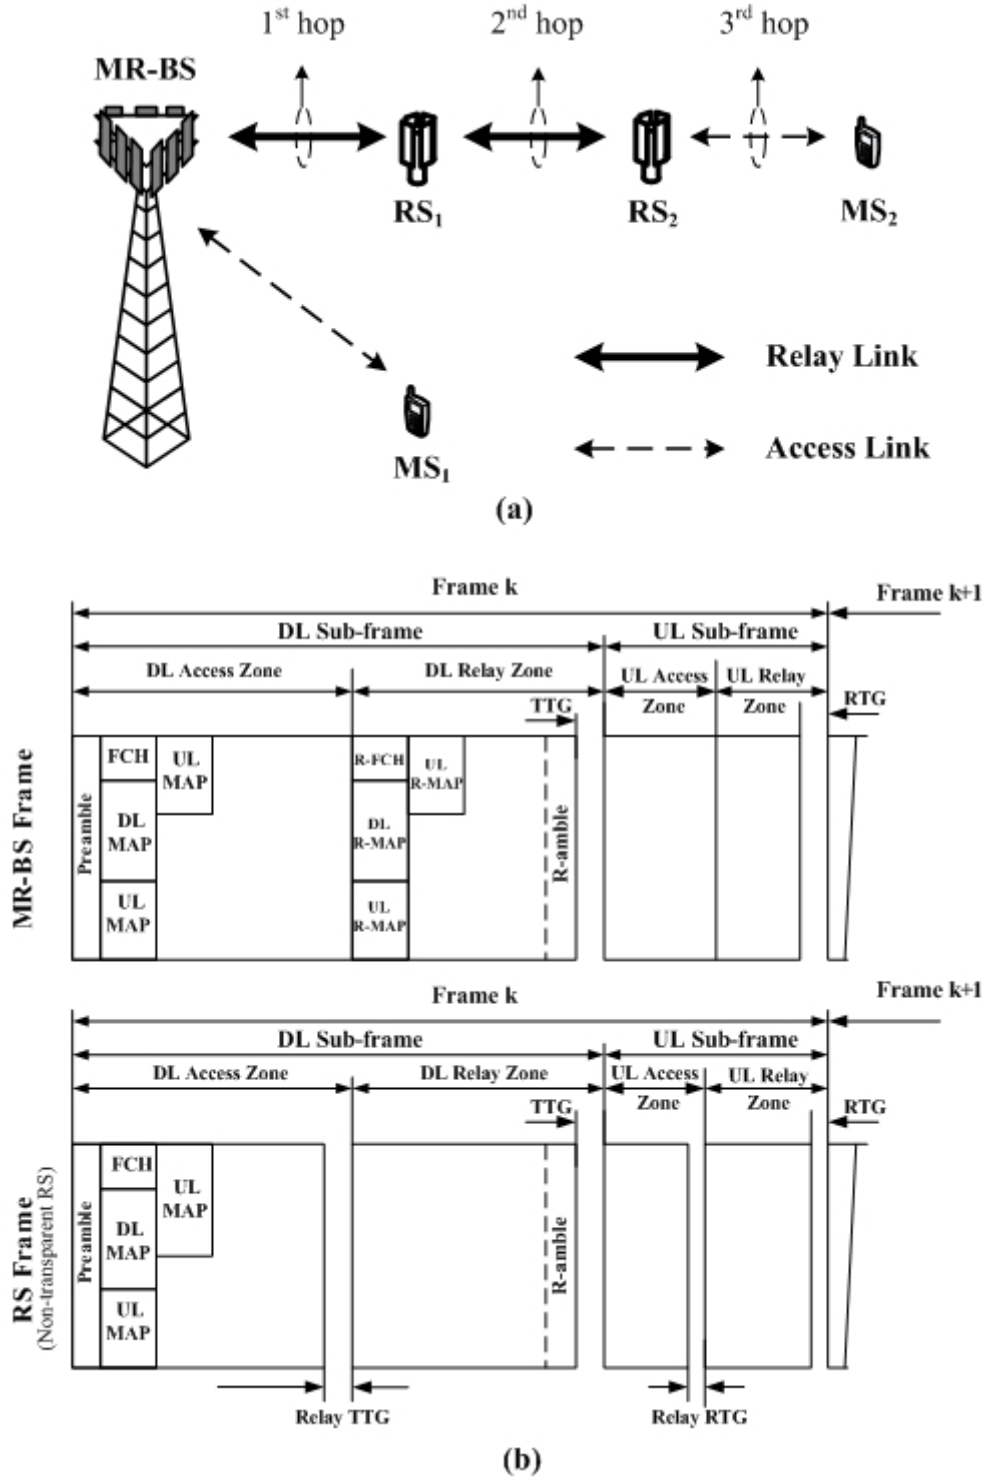 1st hop
2nd hop
3rd hop
MR-BS
RS1
RS2
MS2
MS1
Relay Link
Access Link
(a)
Frame k
Frame k+1
DL Sub-frame
UL Sub-frame
DL Access Zone
DL Relay Zone
UL Access
Zone
UL Relay
Zone
TTG
RTG
MR-BS Frame
Preamble
FCH
DL
MAP
UL
MAP
UL
MAP
R-FCH
DL
R-MAP
UL
R-MAP
UL
R-MAP
R-amble
Frame k
Frame k+1
DL Sub-frame
UL Sub-frame
DL Access Zone
DL Relay Zone
UL Access
Zone
UL Relay
Zone
TTG
RTG
RS Frame
(Non-transparent RS)
Preamble
FCH
DL
MAP
UL
MAP
UL
MAP
R-amble
Relay TTG
Relay RTG
(b)